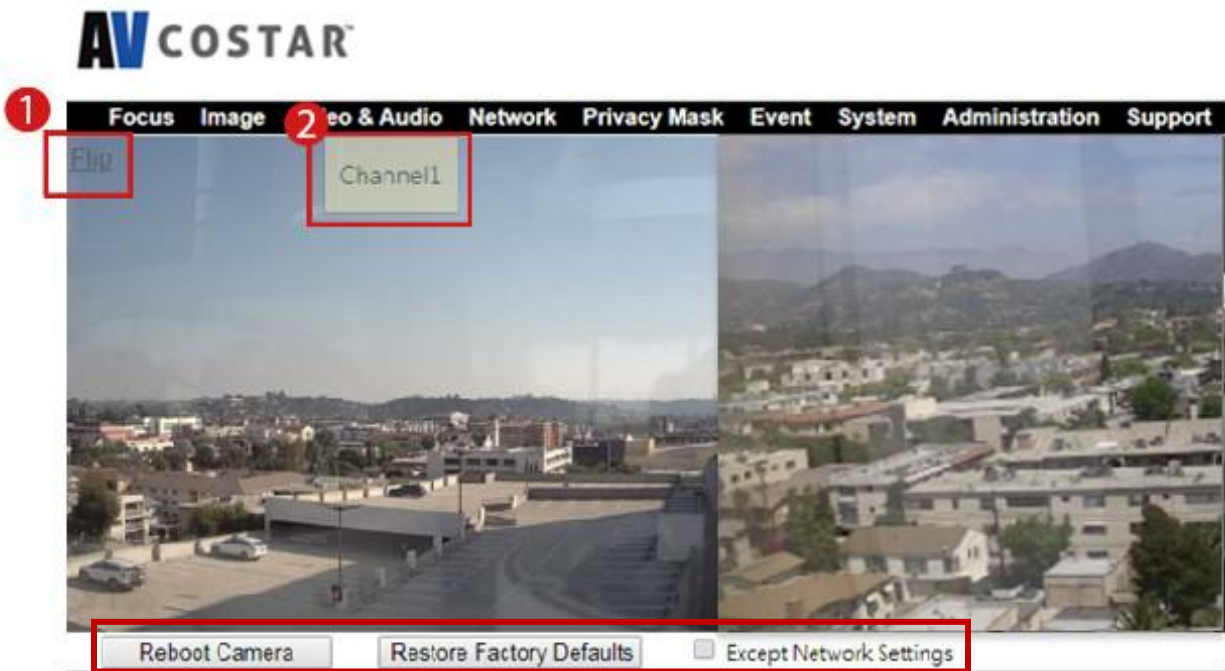 AV COSTAR™
1
Focus Image 2 eo & Audio Network Privacy Mask Event System Administration Support
Flip
Channel1
Reboot Camera Restore Factory Defaults Except Network Settings